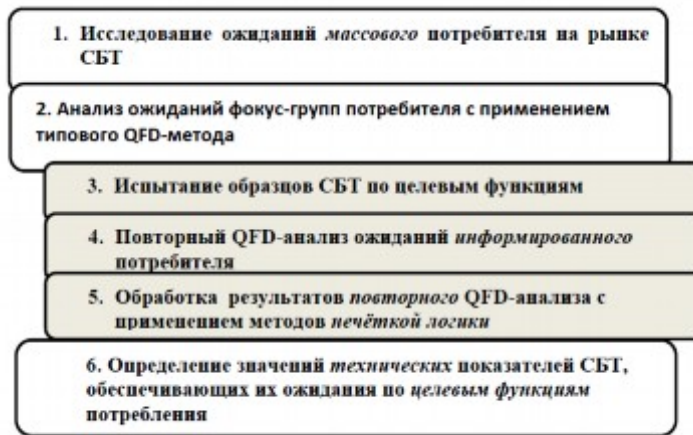 1. Исследование ожиданий массового потребителя на рынке
СБТ
2. Анализ ожиданий фокус-групп потребителя с применением
типового QFD-метода
3. Испытание образцов СБТ по целевым функциям
4. Повторный QFD-анализ ожиданий информированного
потребителя
5. Обработка результатов повторного QFD-анализа с
применением методов нечёткой логики
6. Определение значений технических показателей СБТ,
обеспечивающих их ожидания по целевым функциям
потребления